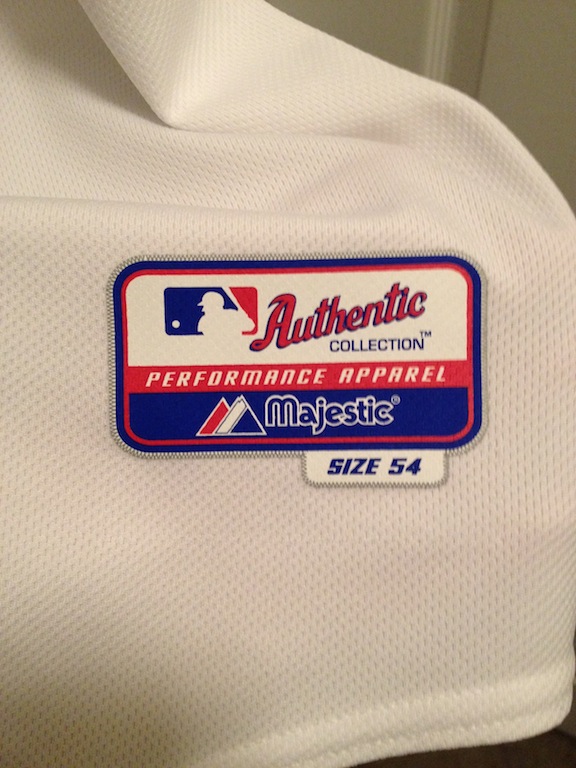 Authentic
COLLECTION™
PERFORMANCE APPAREL
Majestic®
SIZE 54